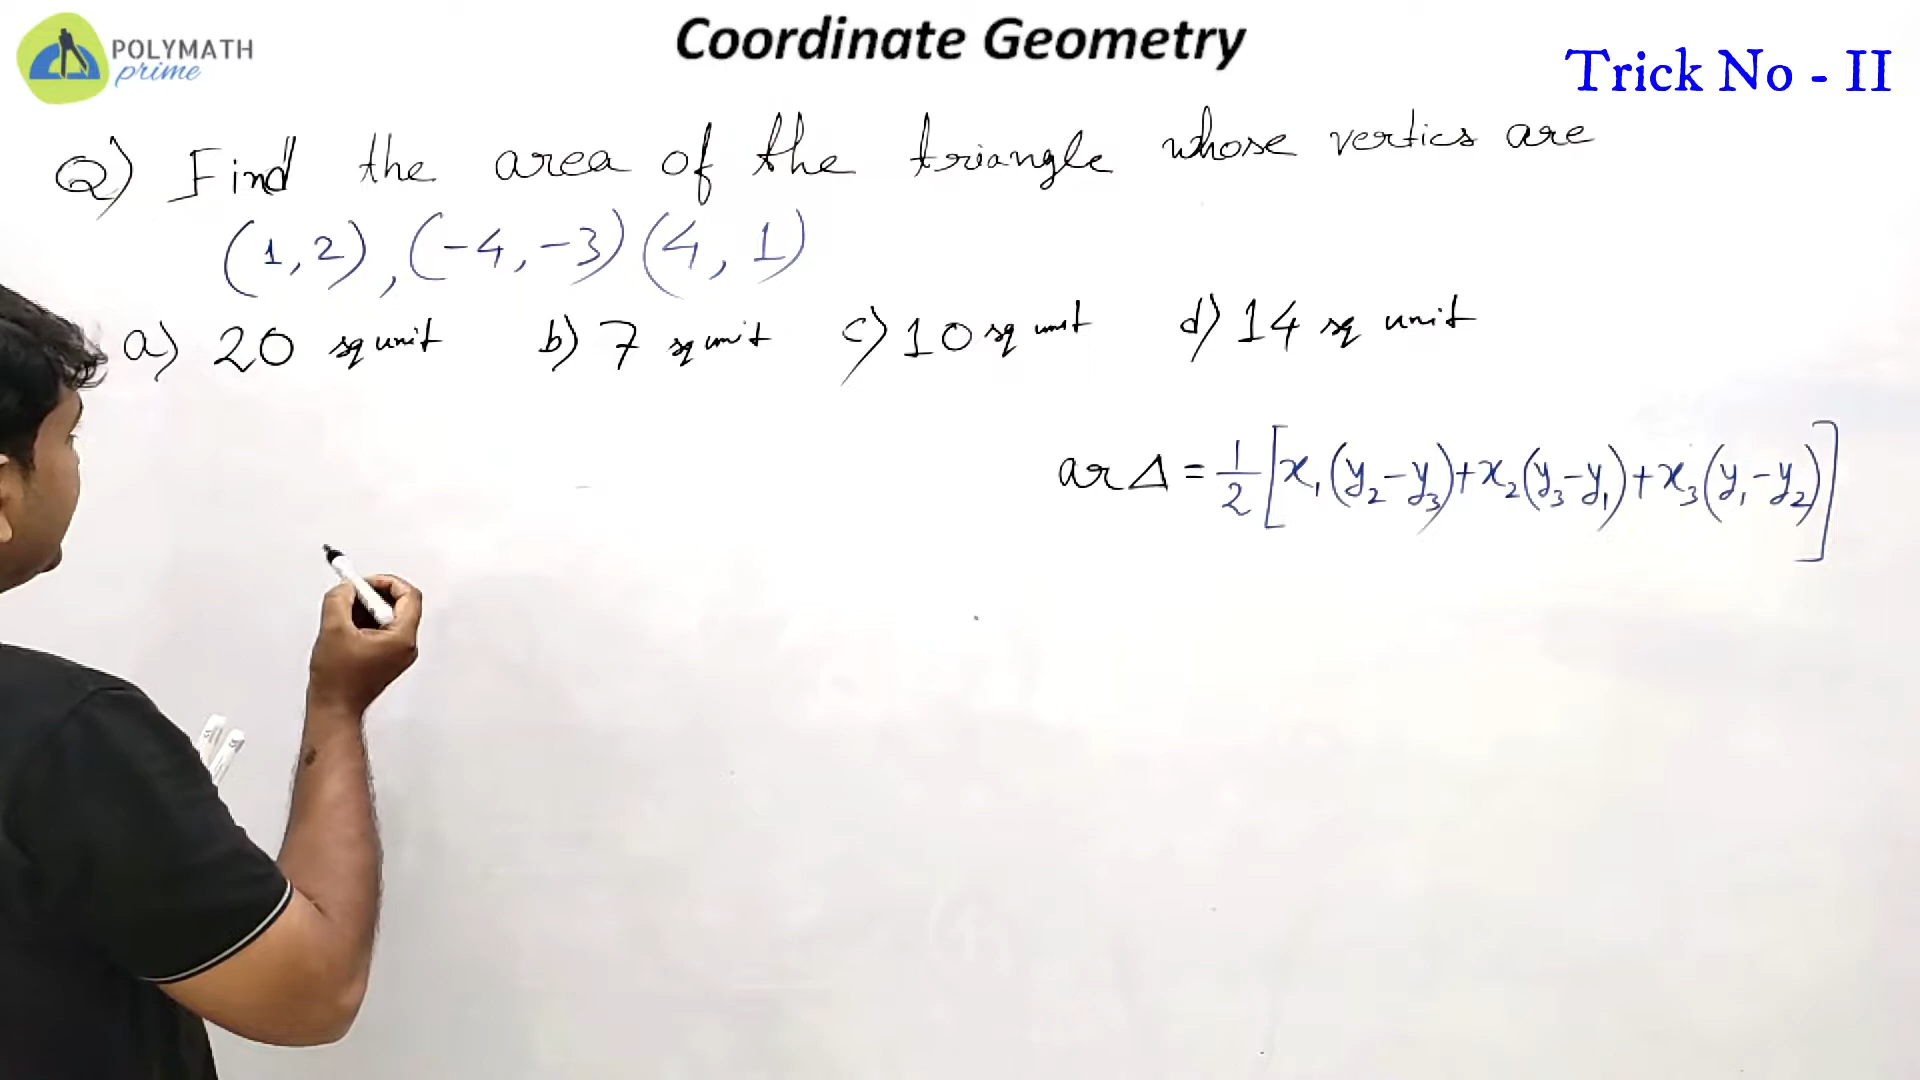 Coordinate Geometry
POLYMATH
prime
Trick No - II
Q) Find the area of the triangle whose vertics are
(1,2), (-4,-3) (4, 1)
a) 20 sq unit b) 7 sq unit c) 10 sq unit d) 14 sq unit
ar Δ = 1/2 [x₁(y₂-y₃)+x₂(y₃-y₁)+x₃(y₁-y₂)]